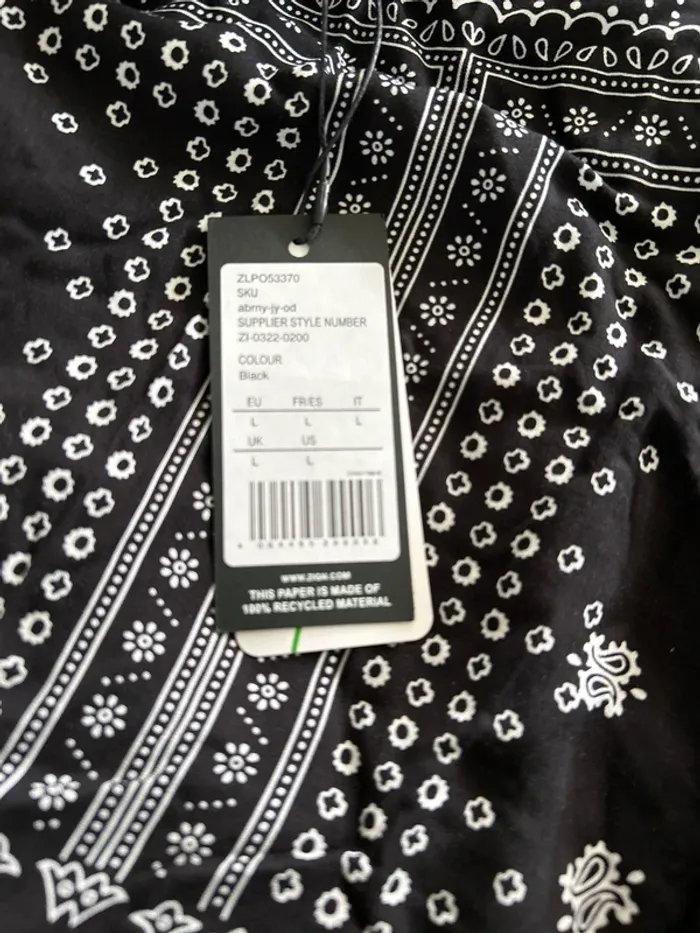 ZLPO53370
SKU
abrny-jy-od
SUPPLIER STYLE NUMBER
ZI-0322-0200
COLOUR
Black
EU FR/ES IT
L L L
UK US
L L
WWW.ZIGN.COM
THIS PAPER IS MADE OF
100% RECYCLED MATERIAL